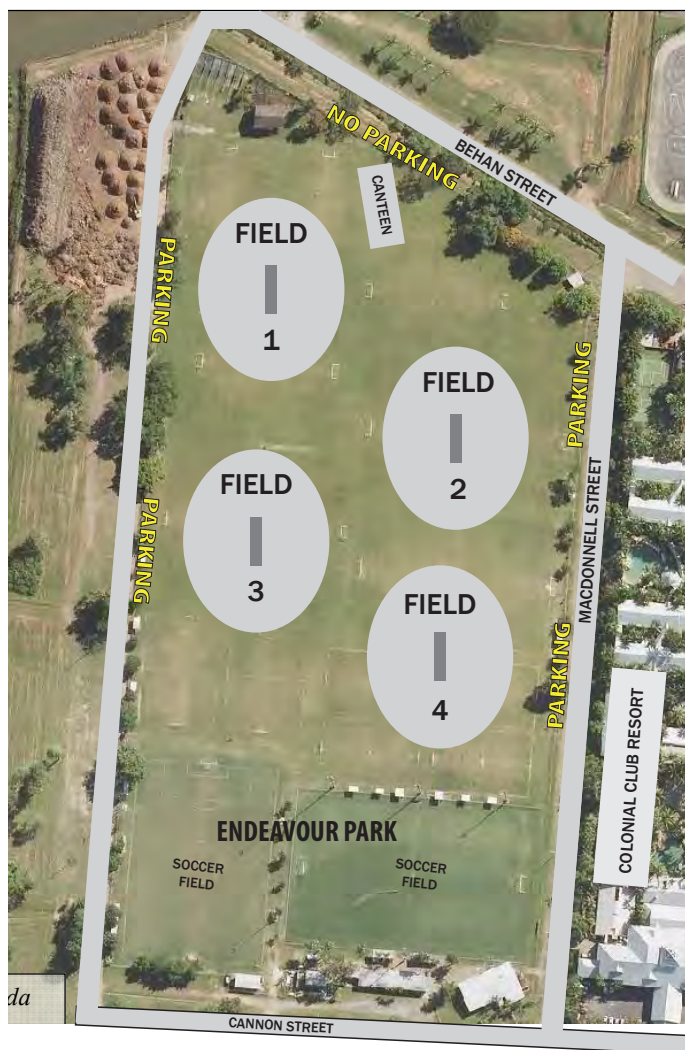 NO PARKING
BEHAN STREET
CANTEEN
FIELD
1
PARKING
FIELD
2
PARKING
FIELD
3
PARKING
MACDONNELL STREET
FIELD
4
PARKING
COLONIAL CLUB RESORT
ENDEAVOUR PARK
SOCCER
FIELD
SOCCER
FIELD
da
CANNON STREET